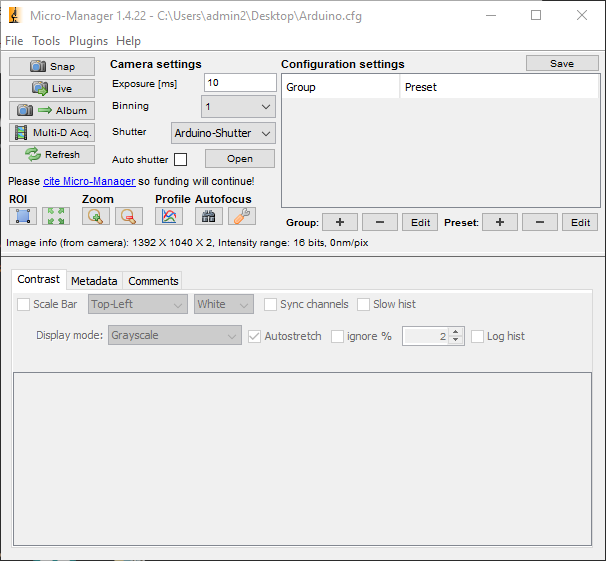 Micro-Manager 1.4.22 - C:\Users\admin2\Desktop\Arduino.cfg
File Tools Plugins Help
Snap
Live
Album
Multi-D Acq.
Refresh
Camera settings
Exposure [ms] 10
Binning 1
Shutter Arduino-Shutter
Auto shutter Open
Configuration settings Save
Group Preset
Please cite Micro-Manager so funding will continue!
ROI Zoom Profile Autofocus
Group: + - Edit Preset: + - Edit
Image info (from camera): 1392 X 1040 X 2, Intensity range: 16 bits, 0nm/pix
Contrast Metadata Comments
Scale Bar Top-Left White Sync channels Slow hist
Display mode: Grayscale Autostretch ignore % 2 Log hist